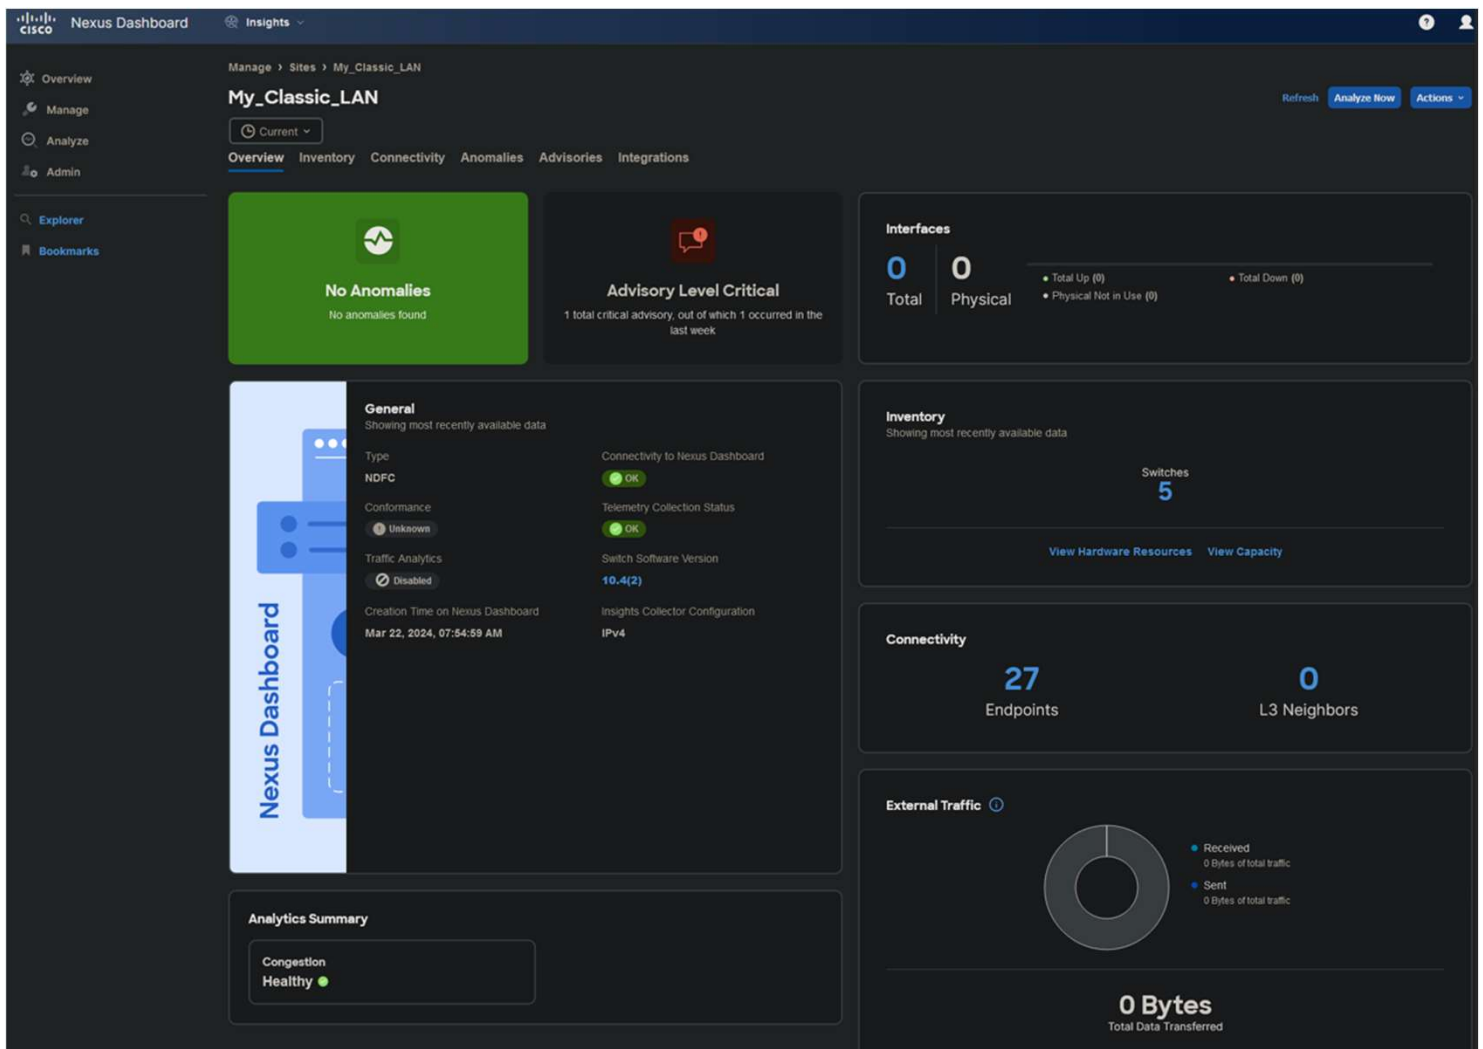 CISCO Nexus Dashboard
Insights
?
Overview
Manage
Analyze
Admin
Explorer
Bookmarks
Manage > Sites > My_Classic_LAN
My_Classic_LAN
Refresh
Analyze Now
Actions
Current
Overview Inventory Connectivity Anomalies Advisories Integrations
No Anomalies
No anomalies found
Advisory Level Critical
1 total critical advisory, out of which 1 occurred in the
last week
Interfaces
0
Total
0
Physical
Total Up (0)
Total Down (0)
Physical Not in Use (0)
Nexus Dashboard
General
Showing most recently available data
Type
NDFC
Connectivity to Nexus Dashboard
OK
Conformance
Unknown
Telemetry Collection Status
OK
Traffic Analytics
Disabled
Switch Software Version
10.4(2)
Creation Time on Nexus Dashboard
Mar 22, 2024, 07:54:59 AM
Insights Collector Configuration
IPv4
Inventory
Showing most recently available data
Switches
5
View Hardware Resources View Capacity
Connectivity
27
Endpoints
0
L3 Neighbors
External Traffic
Received
0 Bytes of total traffic
Sent
0 Bytes of total traffic
0 Bytes
Total Data Transferred
Analytics Summary
Congestion
Healthy